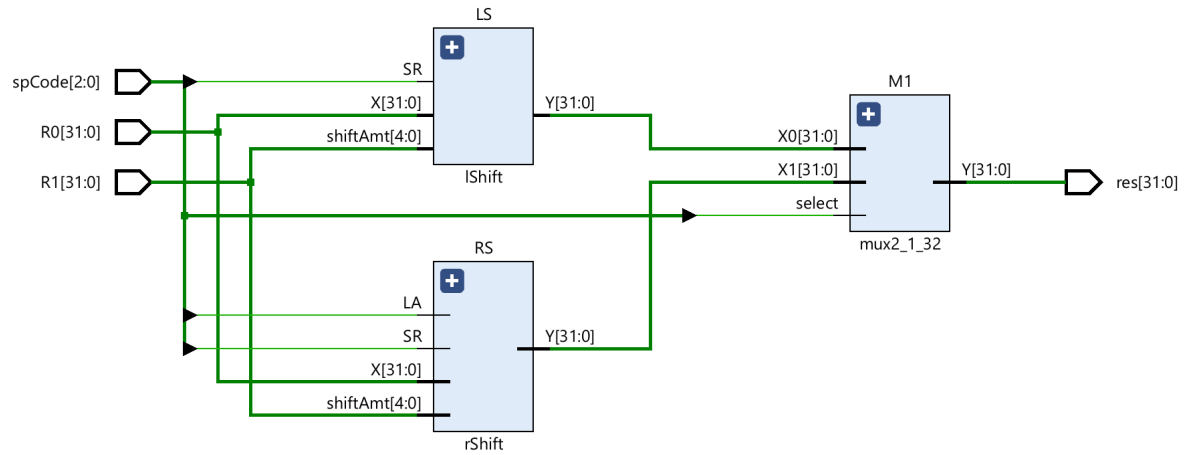 spCode[2:0]
R0[31:0]
R1[31:0]
LS
SR
X[31:0]
shiftAmt[4:0]
Y[31:0]
lShift
RS
LA
SR
X[31:0]
shiftAmt[4:0]
Y[31:0]
rShift
M1
X0[31:0]
X1[31:0]
select
Y[31:0]
mux2_1_32
res[31:0]